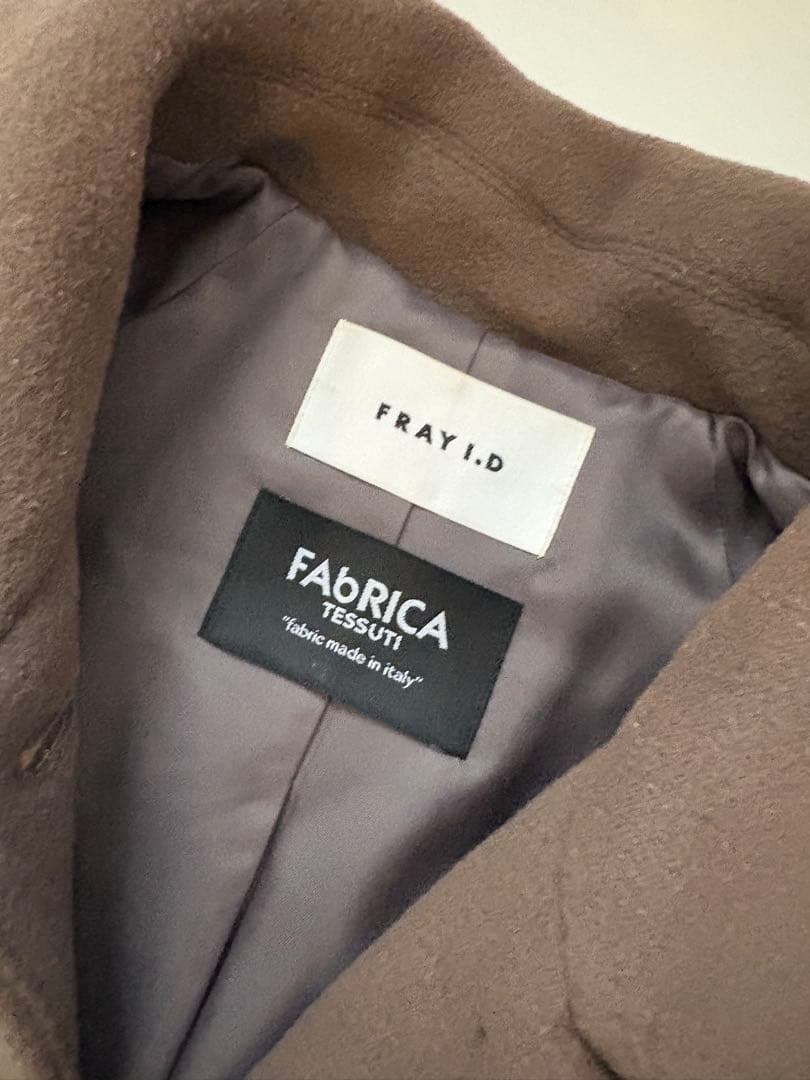 FRAY I.D
FAbRICA
TESSUTI
"fabric made in italy"